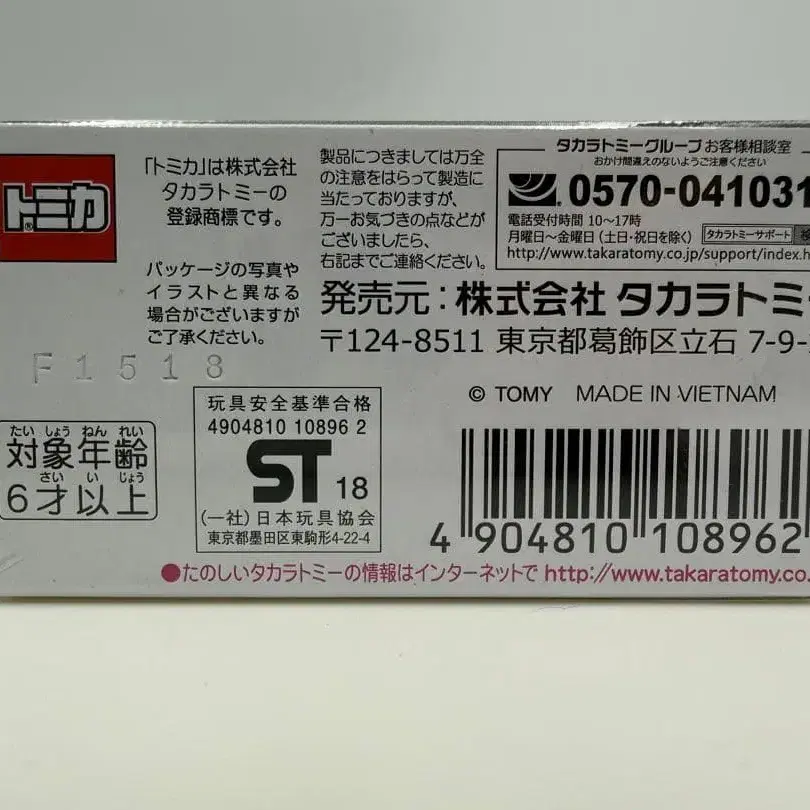 トミカ®
「トミカ」は株式会社
タカラトミーの
登録商標です。
パッケージの写真や
イラストと異なる
場合がございますが
ご了承ください。
製品につきましては万全
の注意をはらって製造に
当たっておりますが、
万一お気づきの点などが
ございましたら、
右記までご連絡ください。
タカラトミーグループお客様相談室
おかけ間違えのないようご注意ください
0570-041031
電話受付時間 10〜17時
月曜日〜金曜日（土・日・祝日を除く） タカラトミーサポート 検
http://www.takaratomy.co.jp/support/index.h
発売元：株式会社 タカラトミー
〒124-8511 東京都葛飾区立石 7-9-
F1518
© TOMY MADE IN VIETNAM
たい しょう ねん れい
対象年齢
さい い じょう
6才以上
玩具安全基準合格
4904810 10896 2
ST 18
(一社)日本玩具協会
東京都墨田区東駒形4-22-4
4 904810 108962
●たのしいタカラトミーの情報はインターネットで http://www.takaratomy.co.